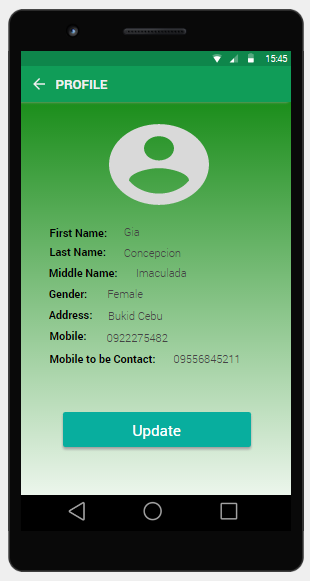 15:45
PROFILE
First Name: Gia
Last Name: Concepcion
Middle Name: Imaculada
Gender: Female
Address: Bukid Cebu
Mobile: 0922275482
Mobile to be Contact: 09556845211
Update